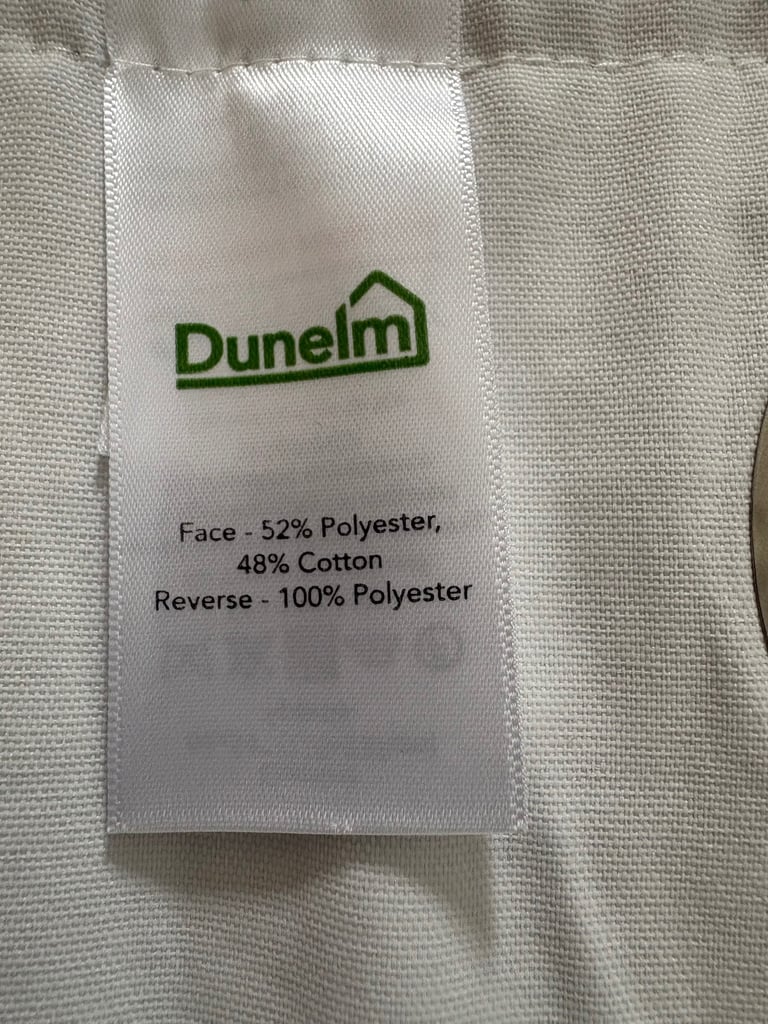 Dunelm
Face - 52% Polyester,
48% Cotton
Reverse - 100% Polyester